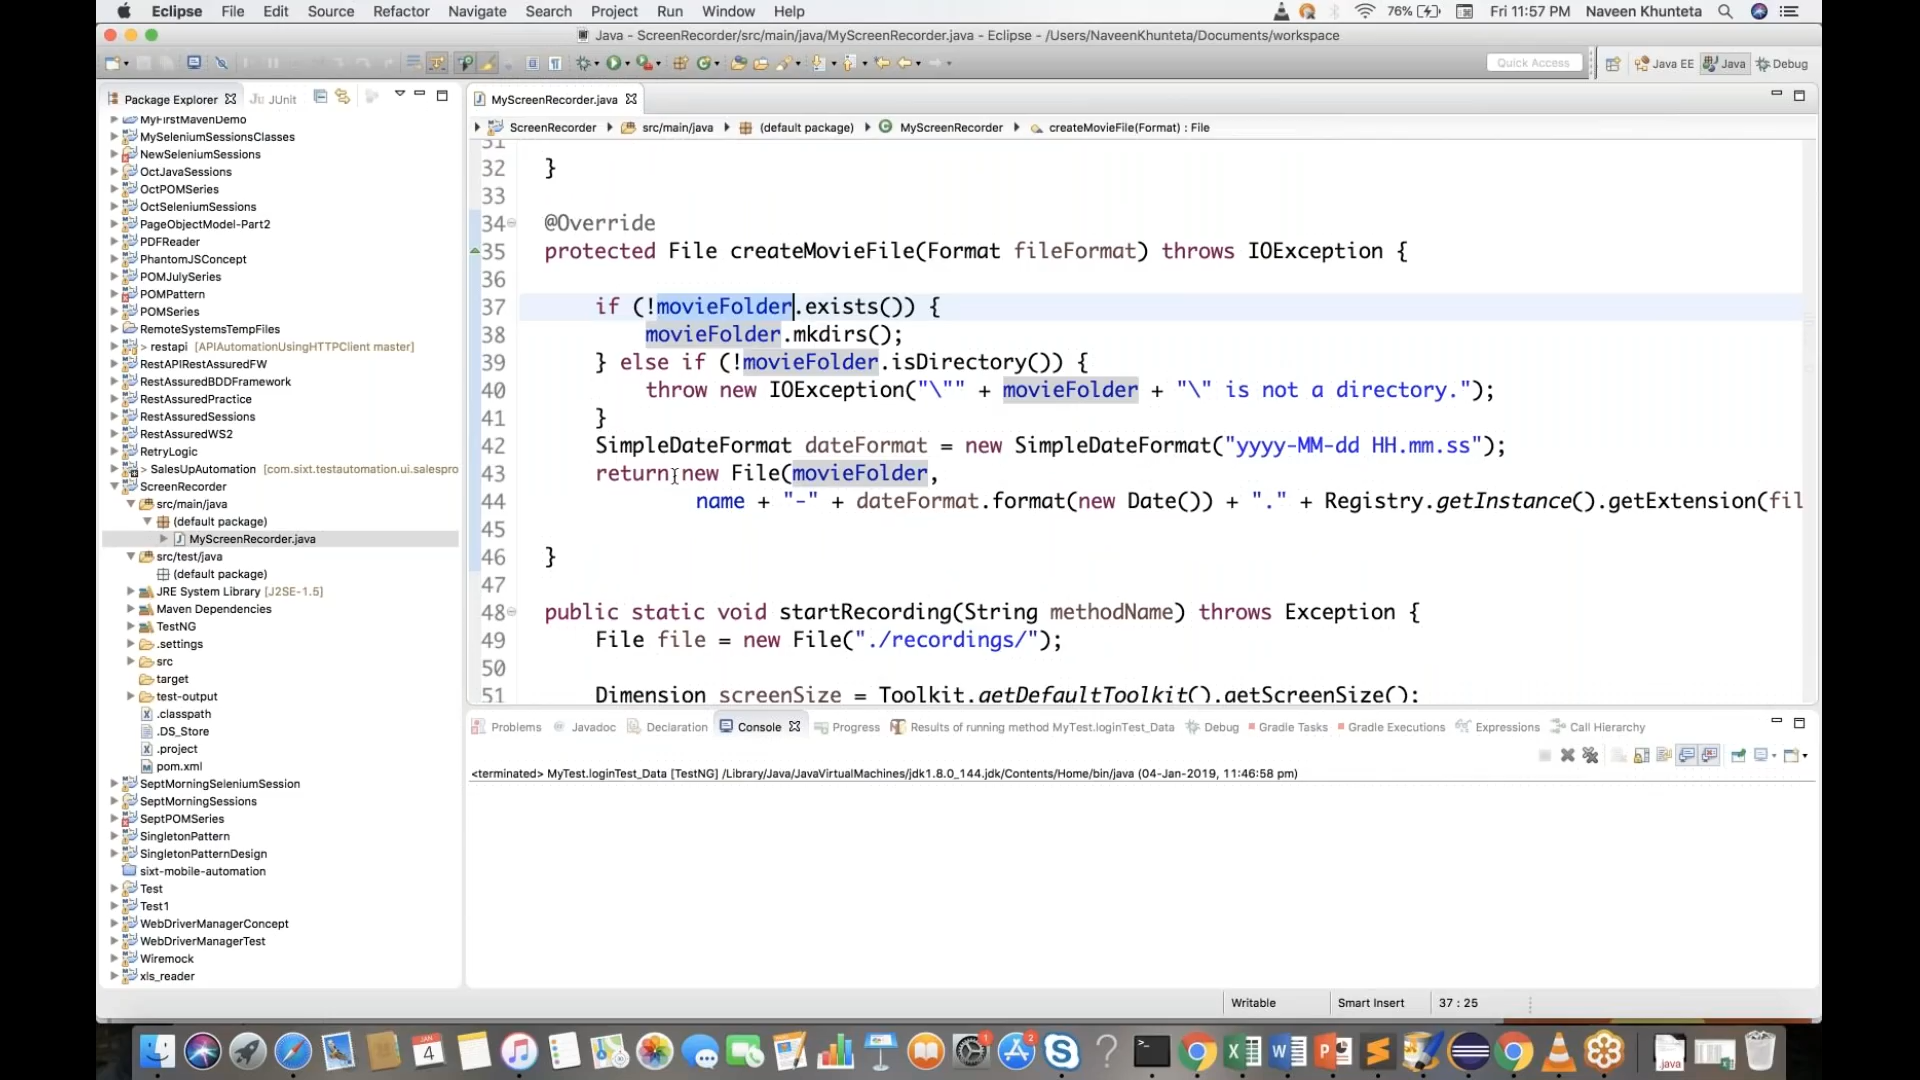 Eclipse File Edit Source Refactor Navigate Search Project Run Window Help 76% Fri 11:57 PM Naveen Khunteta
Java - ScreenRecorder/src/main/java/MyScreenRecorder.java - Eclipse - /Users/NaveenKhunteta/Documents/workspace
Quick Access Java EE Java Debug
Package Explorer JUnit
MyFirstMavenDemo
MySeleniumSessionsClasses
NewSeleniumSessions
OctJavaSessions
OctPOMSeries
OctSeleniumSessions
PageObjectModel-Part2
PDFReader
PhantomJSConcept
POMJulySeries
POMPattern
POMSeries
RemoteSystemsTempFiles
> restapi [APIAutomationUsingHTTPClient master]
RestAPIRestAssuredFW
RestAssuredBDDFramework
RestAssuredPractice
RestAssuredSessions
RestAssuredWS2
RetryLogic
> SalesUpAutomation [com.sixt.testautomation.ui.salespro
ScreenRecorder
src/main/java
(default package)
MyScreenRecorder.java
src/test/java
(default package)
JRE System Library [J2SE-1.5]
Maven Dependencies
TestNG
.settings
src
target
test-output
.classpath
.DS_Store
.project
pom.xml
SeptMorningSeleniumSession
SeptMorningSessions
SeptPOMSeries
SingletonPattern
SingletonPatternDesign
sixt-mobile-automation
Test
Test1
WebDriverManagerConcept
WebDriverManagerTest
Wiremock
xls_reader
MyScreenRecorder.java
ScreenRecorder src/main/java (default package) MyScreenRecorder createMovieFile(Format) : File
31
32 }
33
34 @Override
35 protected File createMovieFile(Format fileFormat) throws IOException {
36
37 if (!movieFolder.exists()) {
38 movieFolder.mkdirs();
39 } else if (!movieFolder.isDirectory()) {
40 throw new IOException("\"" + movieFolder + "\" is not a directory.");
41 }
42 SimpleDateFormat dateFormat = new SimpleDateFormat("yyyy-MM-dd HH.mm.ss");
43 return new File(movieFolder,
44 name + "-" + dateFormat.format(new Date()) + "." + Registry.getInstance().getExtension(fil
45
46 }
47
48 public static void startRecording(String methodName) throws Exception {
49 File file = new File("./recordings/");
50
51 Dimension screenSize = Toolkit.getDefaultToolkit().getScreenSize();
Problems Javadoc Declaration Console Progress Results of running method MyTest.loginTest_Data Debug Gradle Tasks Gradle Executions Expressions Call Hierarchy
<terminated> MyTest.loginTest_Data [TestNG] /Library/Java/JavaVirtualMachines/jdk1.8.0_144.jdk/Contents/Home/bin/java (04-Jan-2019, 11:46:58 pm)
Writable Smart Insert 37 : 25
JAN 4 1 2